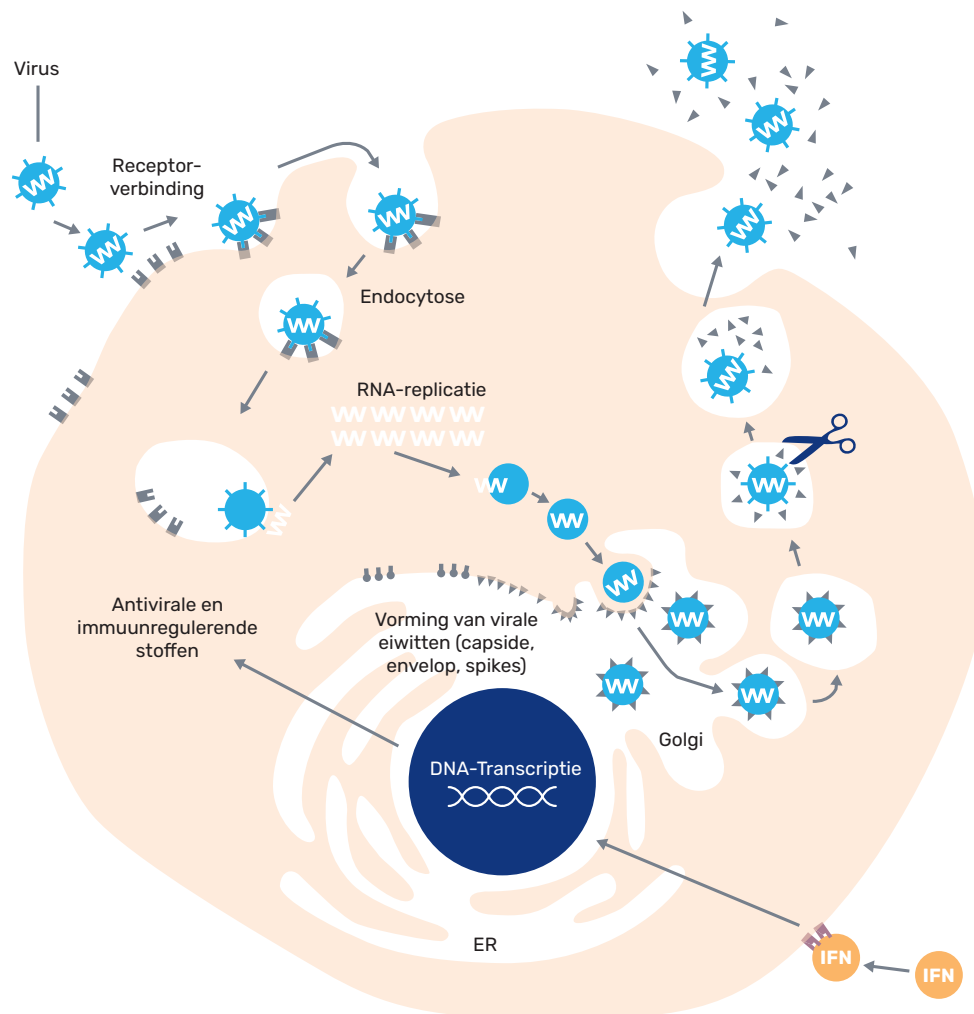 Virus
Receptor-
verbinding
Endocytose
RNA-replicatie
Antivirale en
immuunregulerende
stoffen
Vorming van virale
eiwitten (capside,
envelop, spikes)
Golgi
DNA-Transcriptie
ER
IFN
IFN